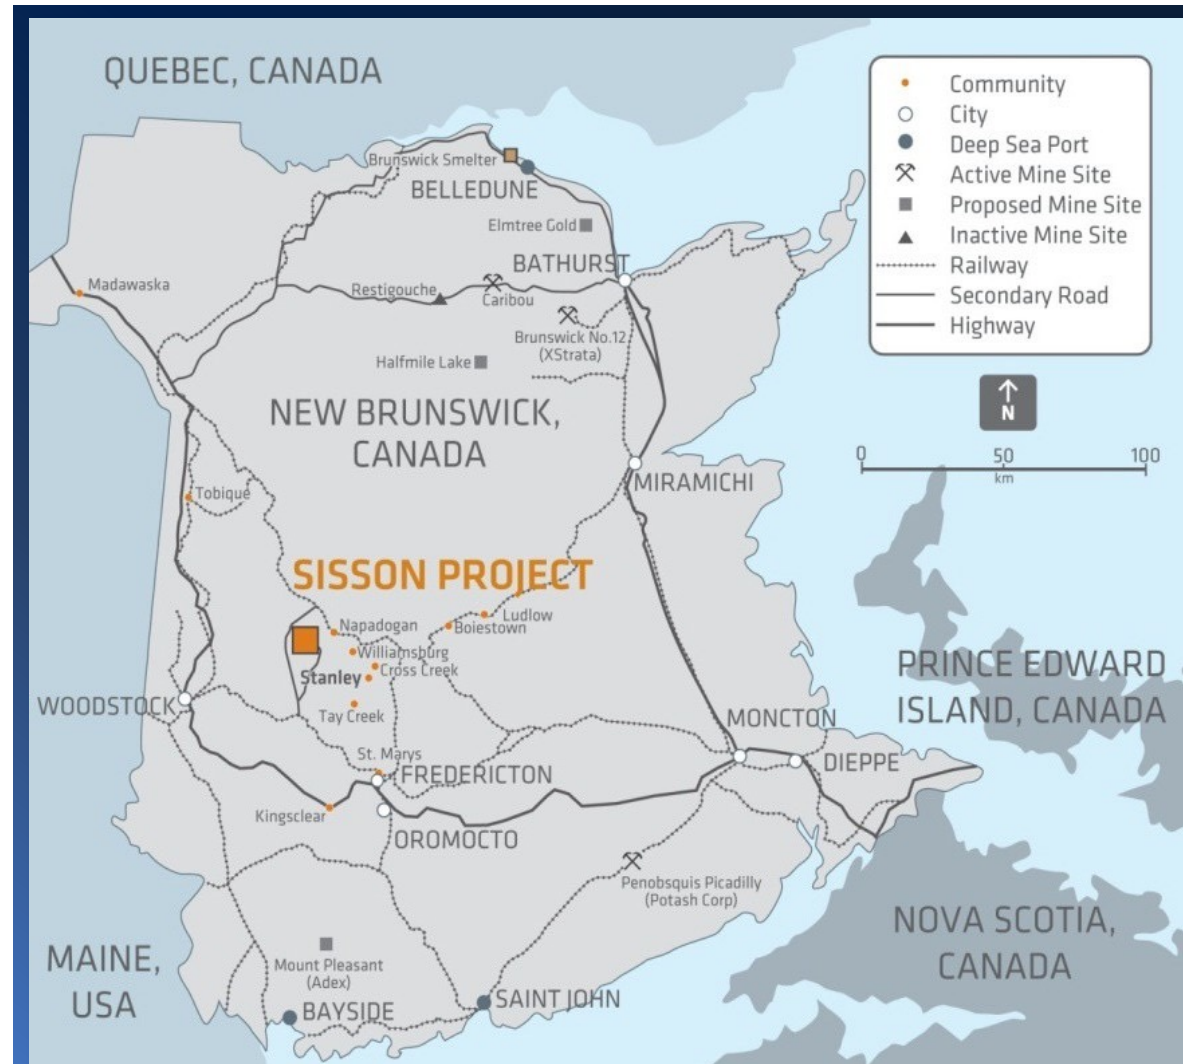 QUEBEC, CANADA
Community
City
Deep Sea Port
Active Mine Site
Proposed Mine Site
Inactive Mine Site
Railway
Secondary Road
Highway
Brunswick Smelter
BELLEDUNE
Elmtree Gold
BATHURST
Madawaska
Restigouche
Caribou
Brunswick No.12
(XStrata)
Halfmile Lake
N
NEW BRUNSWICK,
CANADA
0 50 100
km
MIRAMICHI
Tobique
SISSON PROJECT
Ludlow
Napadogan
Boiestown
Williamsburg
Cross Creek
Stanley
PRINCE EDWARD
ISLAND, CANADA
WOODSTOCK
Tay Creek
MONCTON
St. Marys
FREDERICTON
DIEPPE
Kingsclear
OROMOCTO
Penobsquis Picadilly
(Potash Corp)
NOVA SCOTIA,
CANADA
MAINE,
USA
Mount Pleasant
(Adex)
BAYSIDE
SAINT JOHN